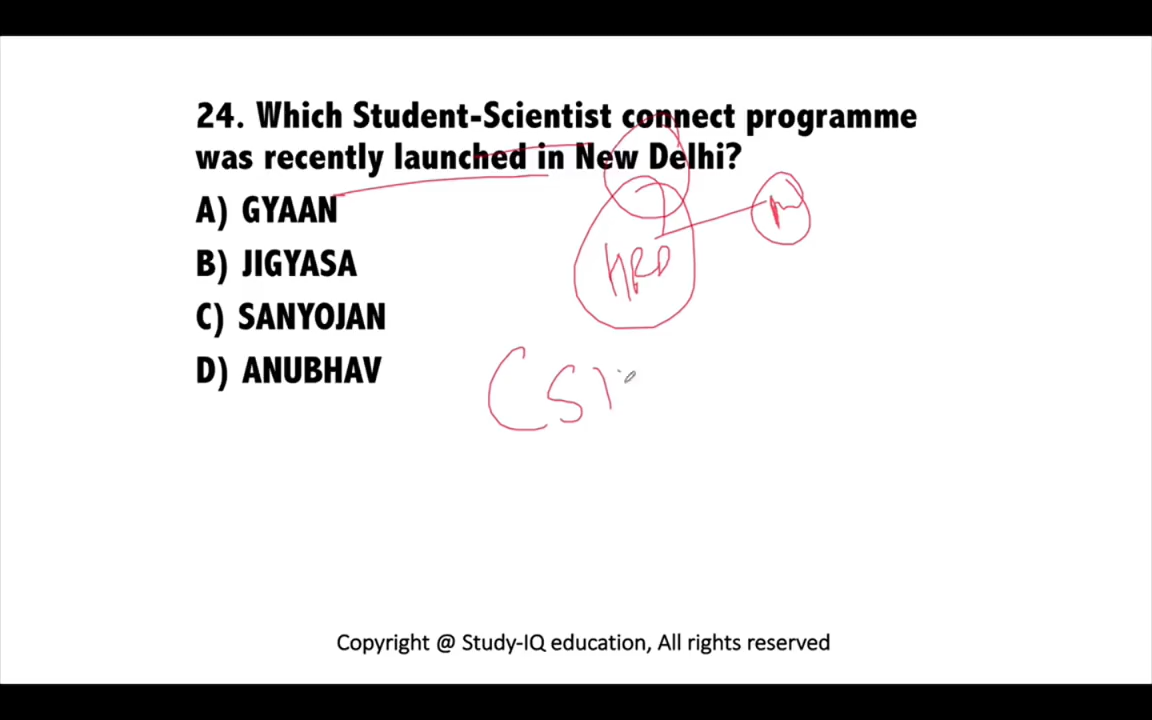 24. Which Student-Scientist connect programme
was recently launched in New Delhi?
A) GYAAN
B) JIGYASA
HRD
C) SANYOJAN
D) ANUBHAV
CSI
Copyright @ Study-IQ education, All rights reserved